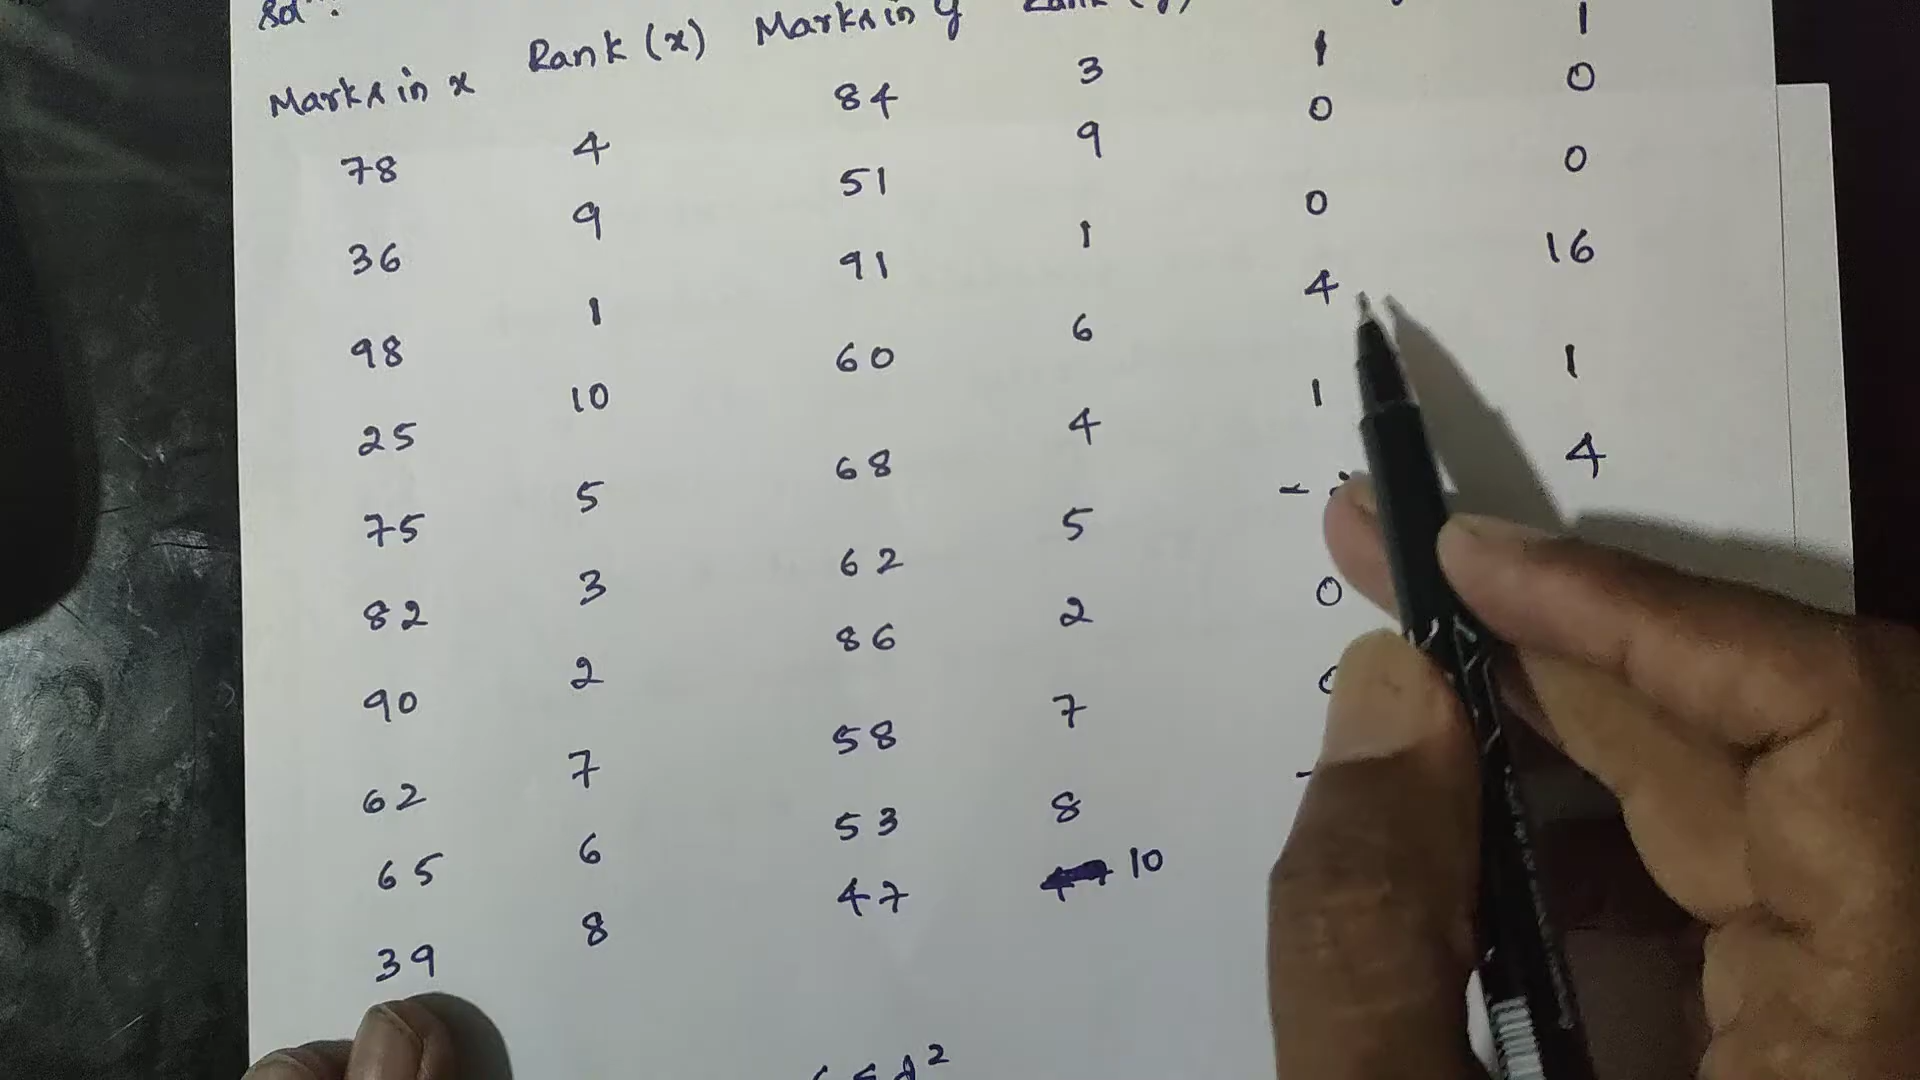 Marks in x Rank (x) Marks in y
78 4 84 3 1 1
36 9 51 9 0 0
98 1 91 1 0 0
25 10 60 6 4 16
75 5 68 4 1 1
82 3 62 5 - 4
90 2 86 2 0
62 7 58 7
65 6 53 8 -
39 8 47 10